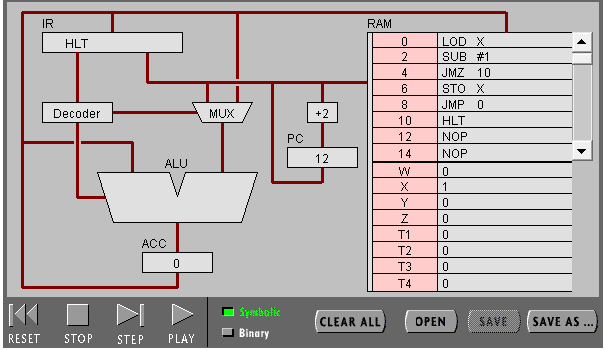 IR
HLT
Decoder
MUX
+2
PC
12
ALU
ACC
0
RAM
0 LOD X
2 SUB #1
4 JMZ 10
6 STO X
8 JMP 0
10 HLT
12 NOP
14 NOP
W 0
X 1
Y 0
Z 0
T1 0
T2 0
T3 0
T4 0
RESET STOP STEP PLAY
Symbolic
Binary
CLEAR ALL OPEN SAVE SAVE AS ...